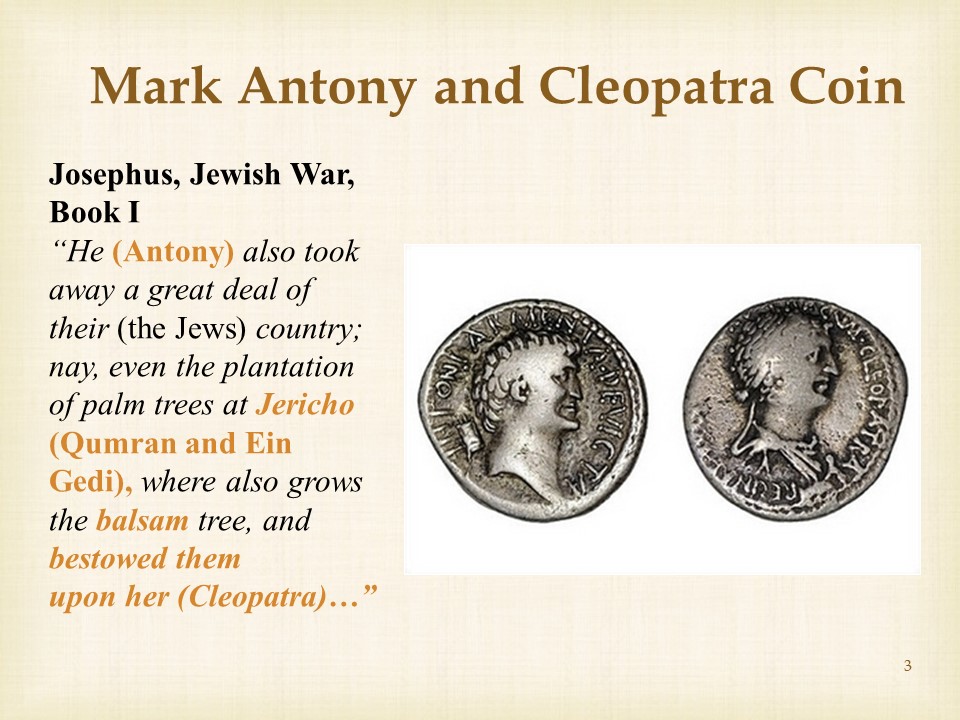 Mark Antony and Cleopatra Coin
Josephus, Jewish War,
Book I
“He (Antony) also took
away a great deal of
their (the Jews) country;
nay, even the plantation
of palm trees at Jericho
(Qumran and Ein
Gedi), where also grows
the balsam tree, and
bestowed them
upon her (Cleopatra)…”
ANTONI ARMENIA DEVICTA
3